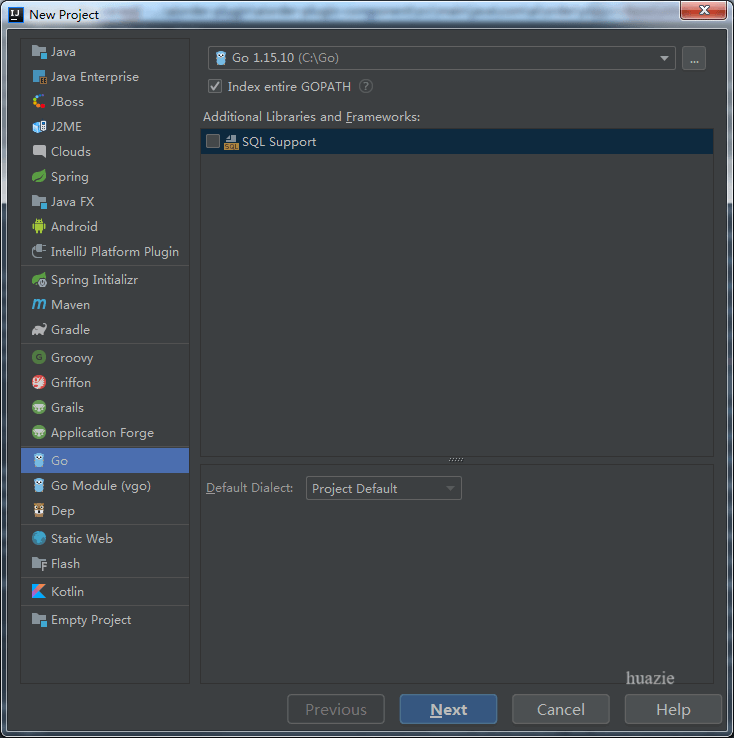 New Project
Java
Java Enterprise
JBoss
J2ME
Clouds
Spring
Java FX
Android
IntelliJ Platform Plugin
Spring Initializr
Maven
Gradle
Groovy
Griffon
Grails
Application Forge
Go
Go Module (vgo)
Dep
Static Web
Flash
Kotlin
Empty Project
Go 1.15.10 (C:\Go)
...
Index entire GOPATH ?
Additional Libraries and Frameworks:
SQL Support
Default Dialect: Project Default
huazie
Previous Next Cancel Help